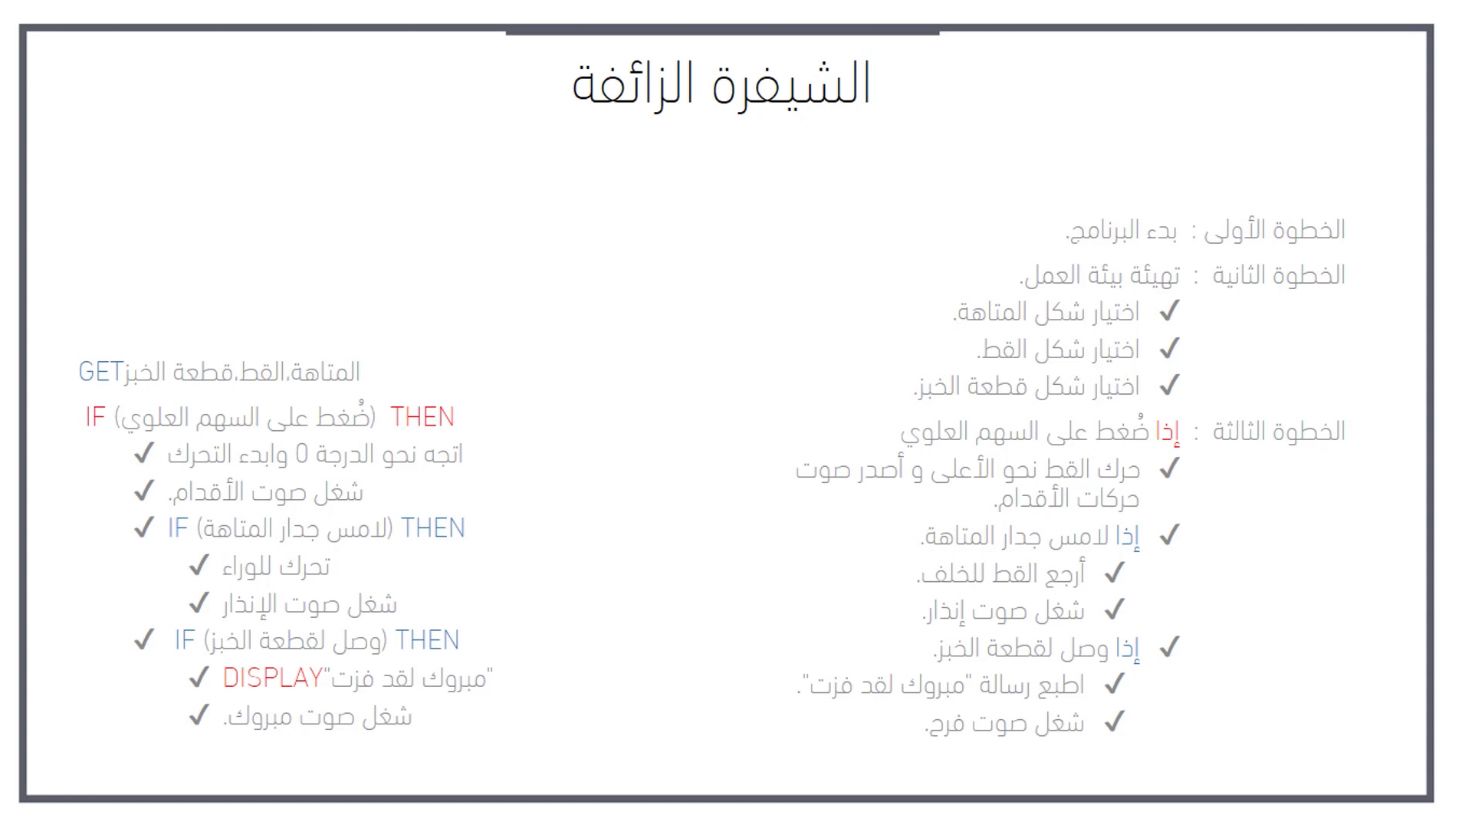 الشيفرة الزائفة
الخطوة الأولى : بدء البرنامج.
الخطوة الثانية : تهيئة بيئة العمل.
✓ اختيار شكل المتاهة.
✓ اختيار شكل القط.
✓ اختيار شكل قطعة الخبز.
الخطوة الثالثة : إذا ضُغط على السهم العلوي
✓ حرك القط نحو الأعلى و أصدر صوت
حركات الأقدام.
✓ إذا لامس جدار المتاهة.
✓ أرجع القط للخلف.
✓ شغل صوت إنذار.
✓ إذا وصل لقطعة الخبز.
✓ اطبع رسالة "مبروك لقد فزت".
✓ شغل صوت فرح.
GETالمتاهة،القط،قطعة الخبز
IF (ضُغط على السهم العلوي) THEN
✓ اتجه نحو الدرجة 0 وابدء التحرك
✓ شغل صوت الأقدام.
✓ IF (لامس جدار المتاهة) THEN
✓ تحرك للوراء
✓ شغل صوت الإنذار
✓ IF (وصل لقطعة الخبز) THEN
✓ DISPLAY"مبروك لقد فزت"
✓ شغل صوت مبروك.